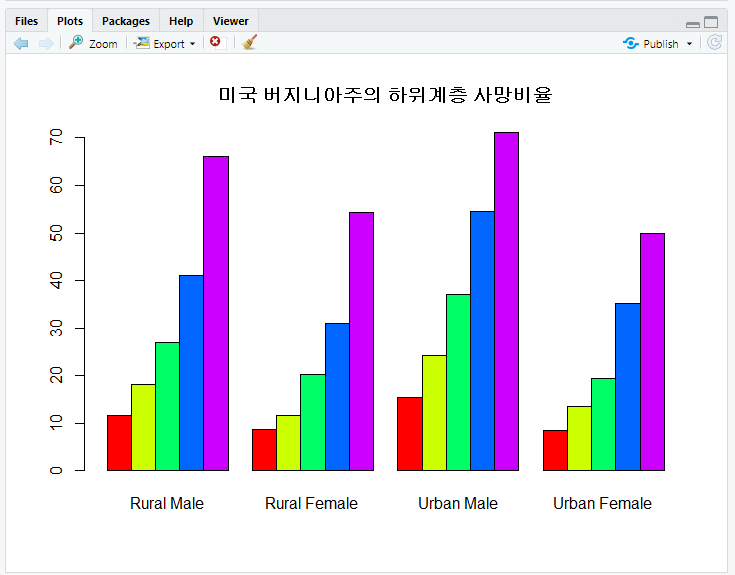 Files Plots Packages Help Viewer
Zoom Export Publish
미국 버지니아주의 하위계층 사망비율
70
60
50
40
30
20
10
0
Rural Male Rural Female Urban Male Urban Female